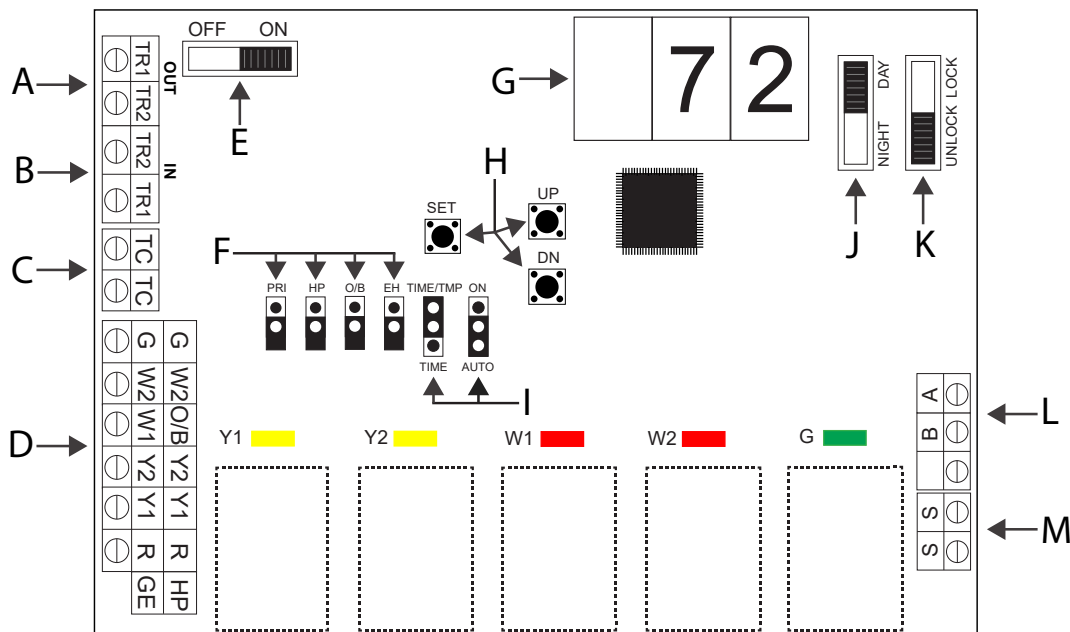 OFF ON
A
TR1
TR2
OUT
B
TR2
TR1
IN
C
TC
TC
D
G G
W2 W2
W1 O/B
Y2 Y2
Y1 Y1
R R
GE HP
E
G
7 2
DAY
NIGHT
LOCK
UNLOCK
J
K
H
SET
UP
DN
F
PRI HP O/B EH TIME/TMP ON
TIME AUTO
I
Y1 Y2 W1 W2 G
A
B
L
S
S
M